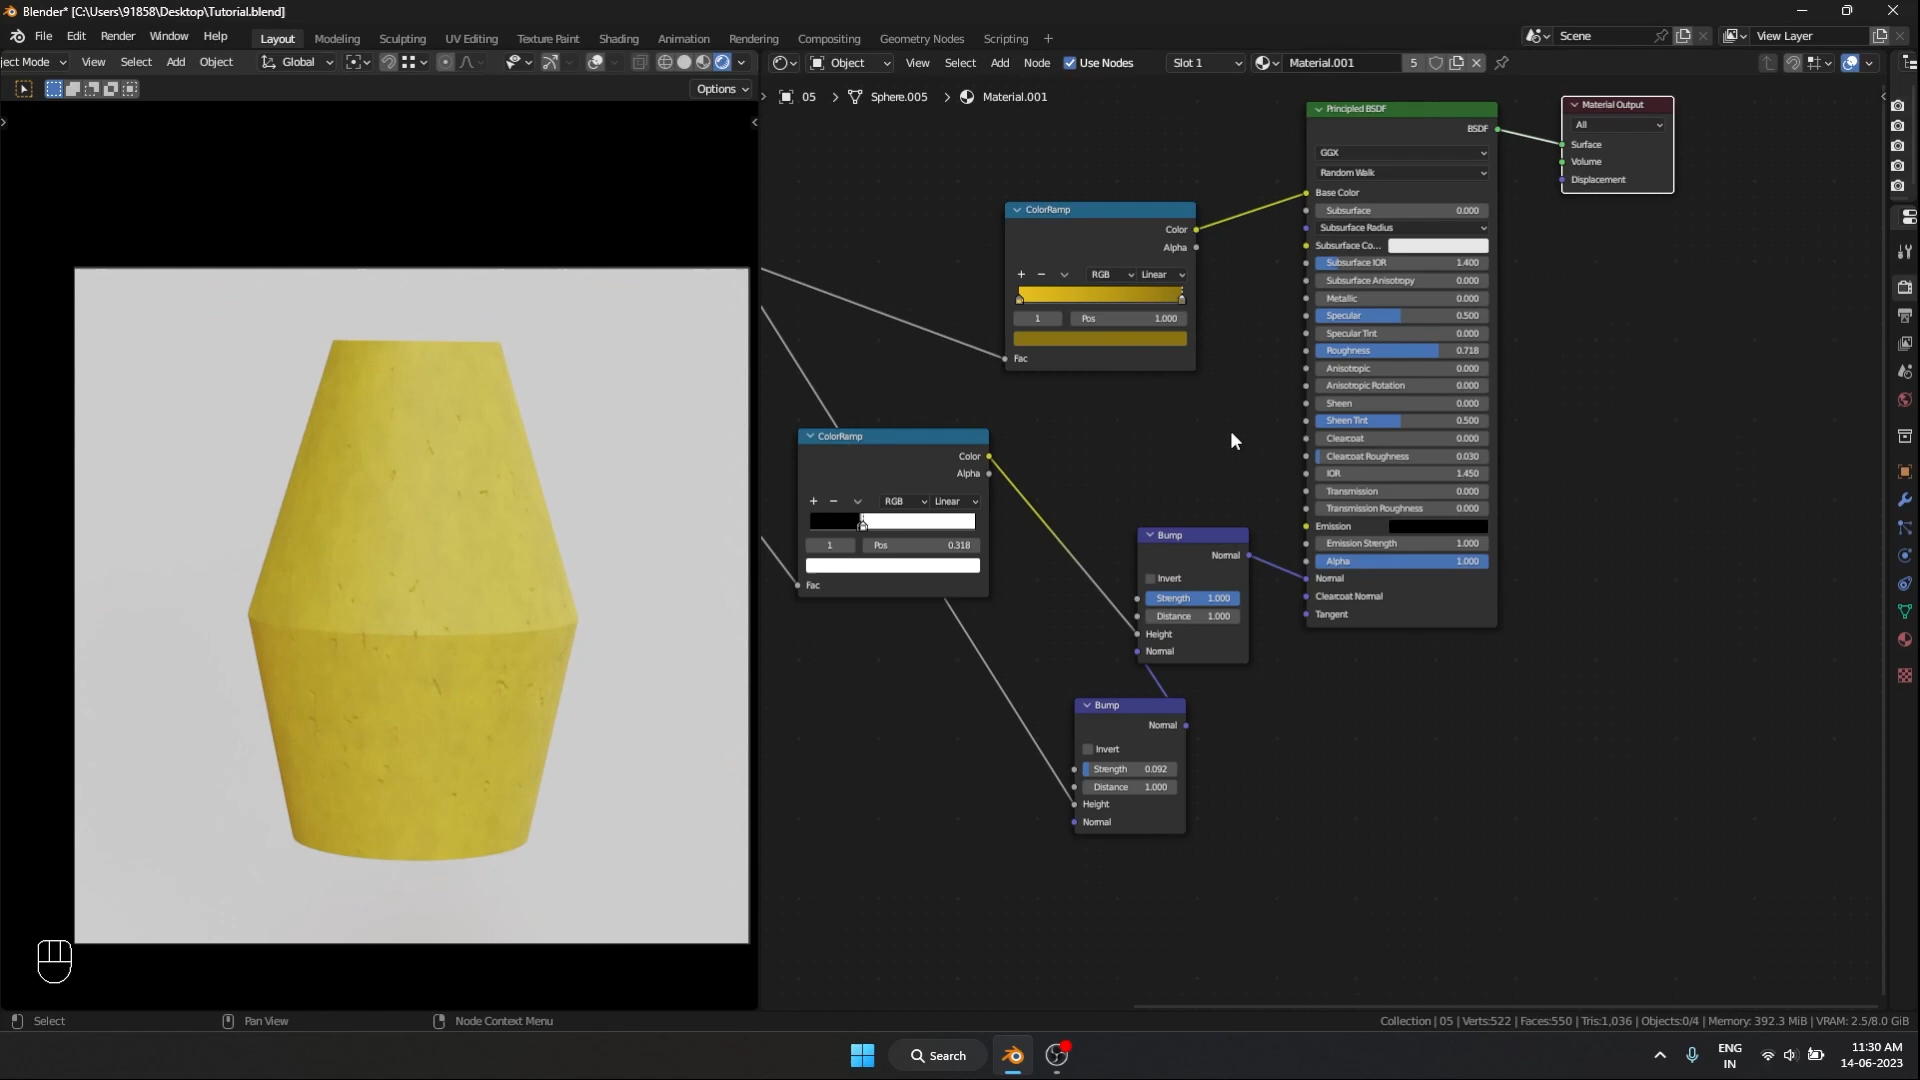 Blender* [C:\Users\91858\Desktop\Tutorial.blend]
File Edit Render Window Help Layout Modeling Sculpting UV Editing Texture Paint Shading Animation Rendering Compositing Geometry Nodes Scripting + Scene View Layer
ject Mode View Select Add Object Global Object View Select Add Node Use Nodes Slot 1 Material.001 5
Options
05 > Sphere.005 > Material.001
Principled BSDF
BSDF
GGX
Random Walk
Base Color
Subsurface 0.000
Subsurface Radius
Subsurface Co...
Subsurface IOR 1.400
Subsurface Anisotropy 0.000
Metallic 0.000
Specular 0.500
Specular Tint 0.000
Roughness 0.718
Anisotropic 0.000
Anisotropic Rotation 0.000
Sheen 0.000
Sheen Tint 0.500
Clearcoat 0.000
Clearcoat Roughness 0.030
IOR 1.450
Transmission 0.000
Transmission Roughness 0.000
Emission
Emission Strength 1.000
Alpha 1.000
Normal
Clearcoat Normal
Tangent
Material Output
All
Surface
Volume
Displacement
ColorRamp
Color
Alpha
+ − RGB Linear
1 Pos 1.000
Fac
ColorRamp
Color
Alpha
+ − RGB Linear
1 Pos 0.318
Fac
Bump
Normal
Invert
Strength 1.000
Distance 1.000
Height
Normal
Bump
Normal
Invert
Strength 0.092
Distance 1.000
Height
Normal
Select Pan View Node Context Menu Collection | 05 | Verts:522 | Faces:550 | Tris:1,036 | Objects:0/4 | Memory: 392.3 MiB | VRAM: 2.5/8.0 GiB
Search
ENG
IN
11:30 AM
14-06-2023